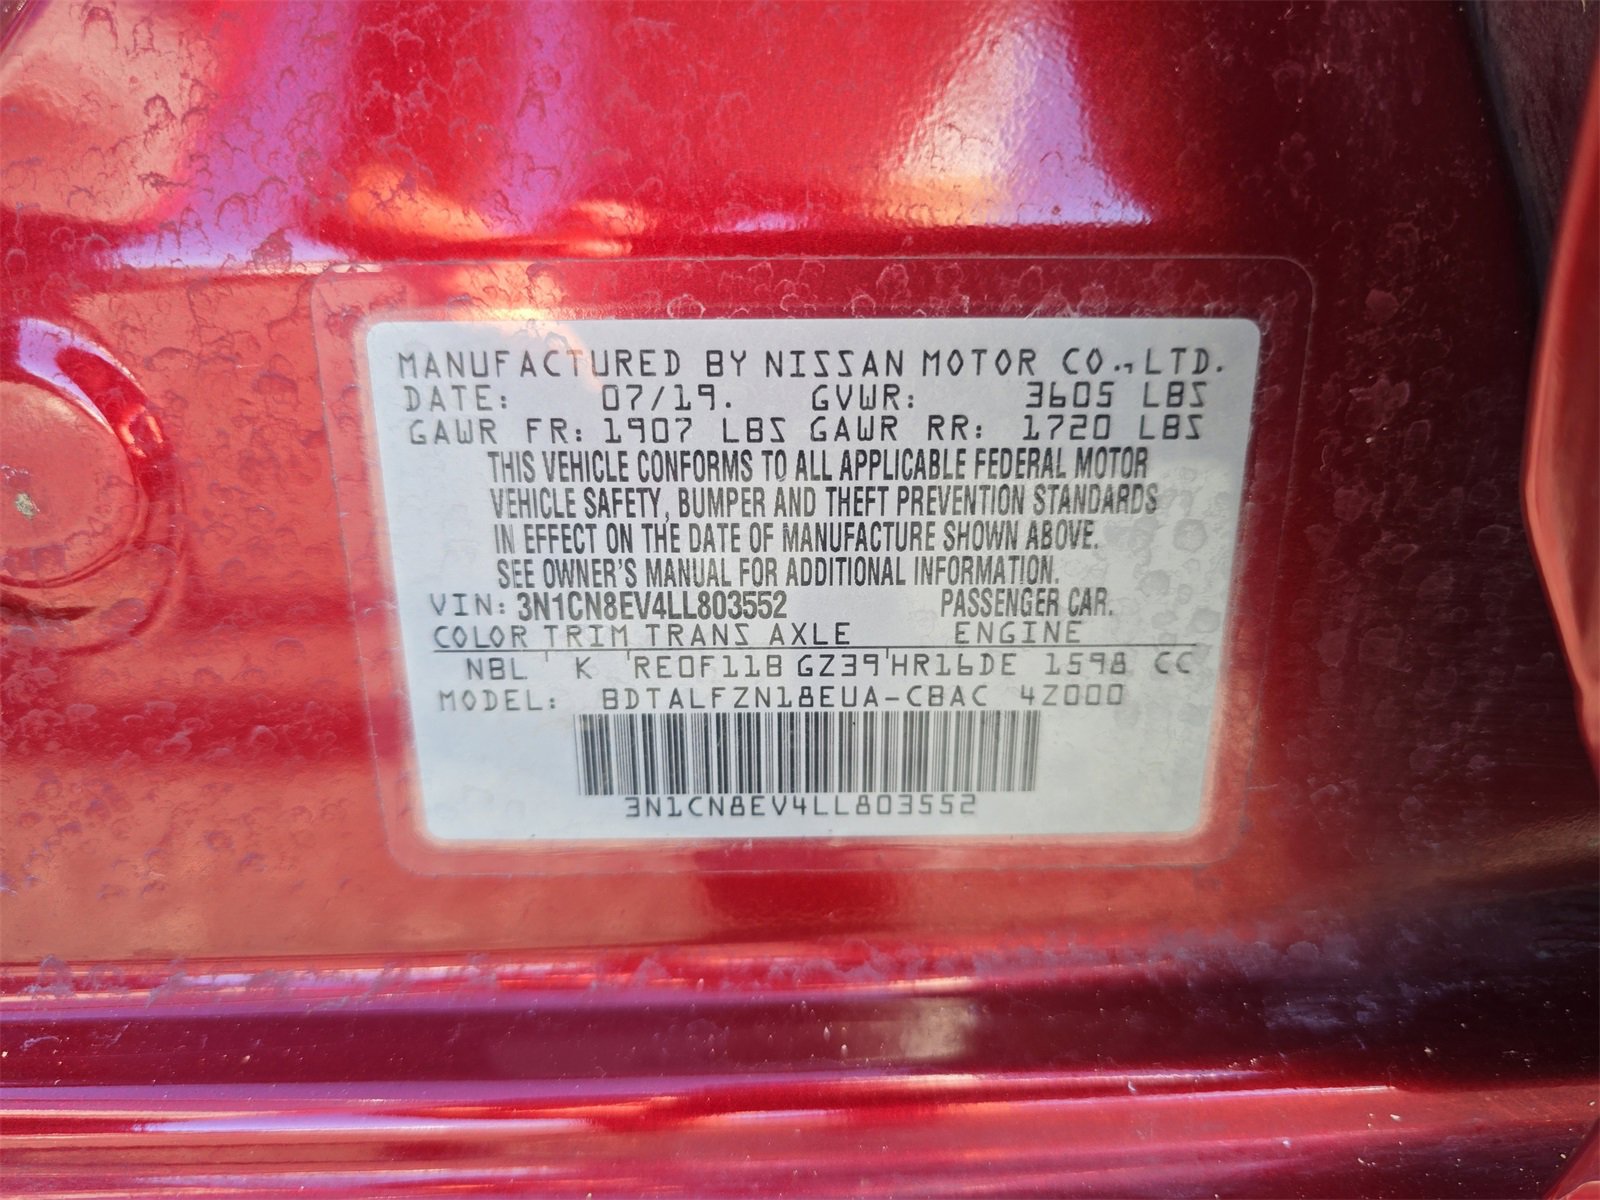 MANUFACTURED BY NISSAN MOTOR CO.,LTD.
DATE: 07/19. GVWR: 3605 LBS
GAWR FR: 1907 LBS GAWR RR: 1720 LBS
THIS VEHICLE CONFORMS TO ALL APPLICABLE FEDERAL MOTOR
VEHICLE SAFETY, BUMPER AND THEFT PREVENTION STANDARDS
IN EFFECT ON THE DATE OF MANUFACTURE SHOWN ABOVE.
SEE OWNER'S MANUAL FOR ADDITIONAL INFORMATION.
VIN: 3N1CN8EV4LL803552 PASSENGER CAR.
COLOR TRIM TRANS AXLE ENGINE
NBL ' K 'RE0F11B GZ39'HR16DE 1598 CC
MODEL: BDTALFZN18EUA-CBAC 4Z000
3N1CN8EV4LL803552